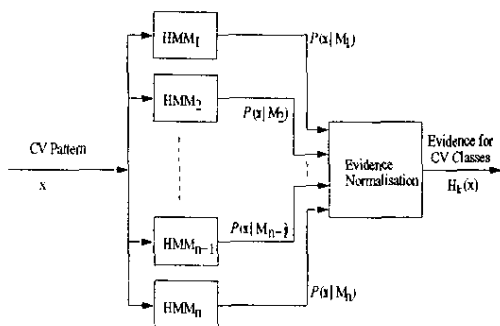 HMM1
P(x|M1)
HMM2
P(x|M2)
CV Pattern
x
Evidence
Normalisation
Evidence for
CV Classes
Hk(x)
HMMn-1
P(x|Mn-1)
HMMn
P(x|Mn)